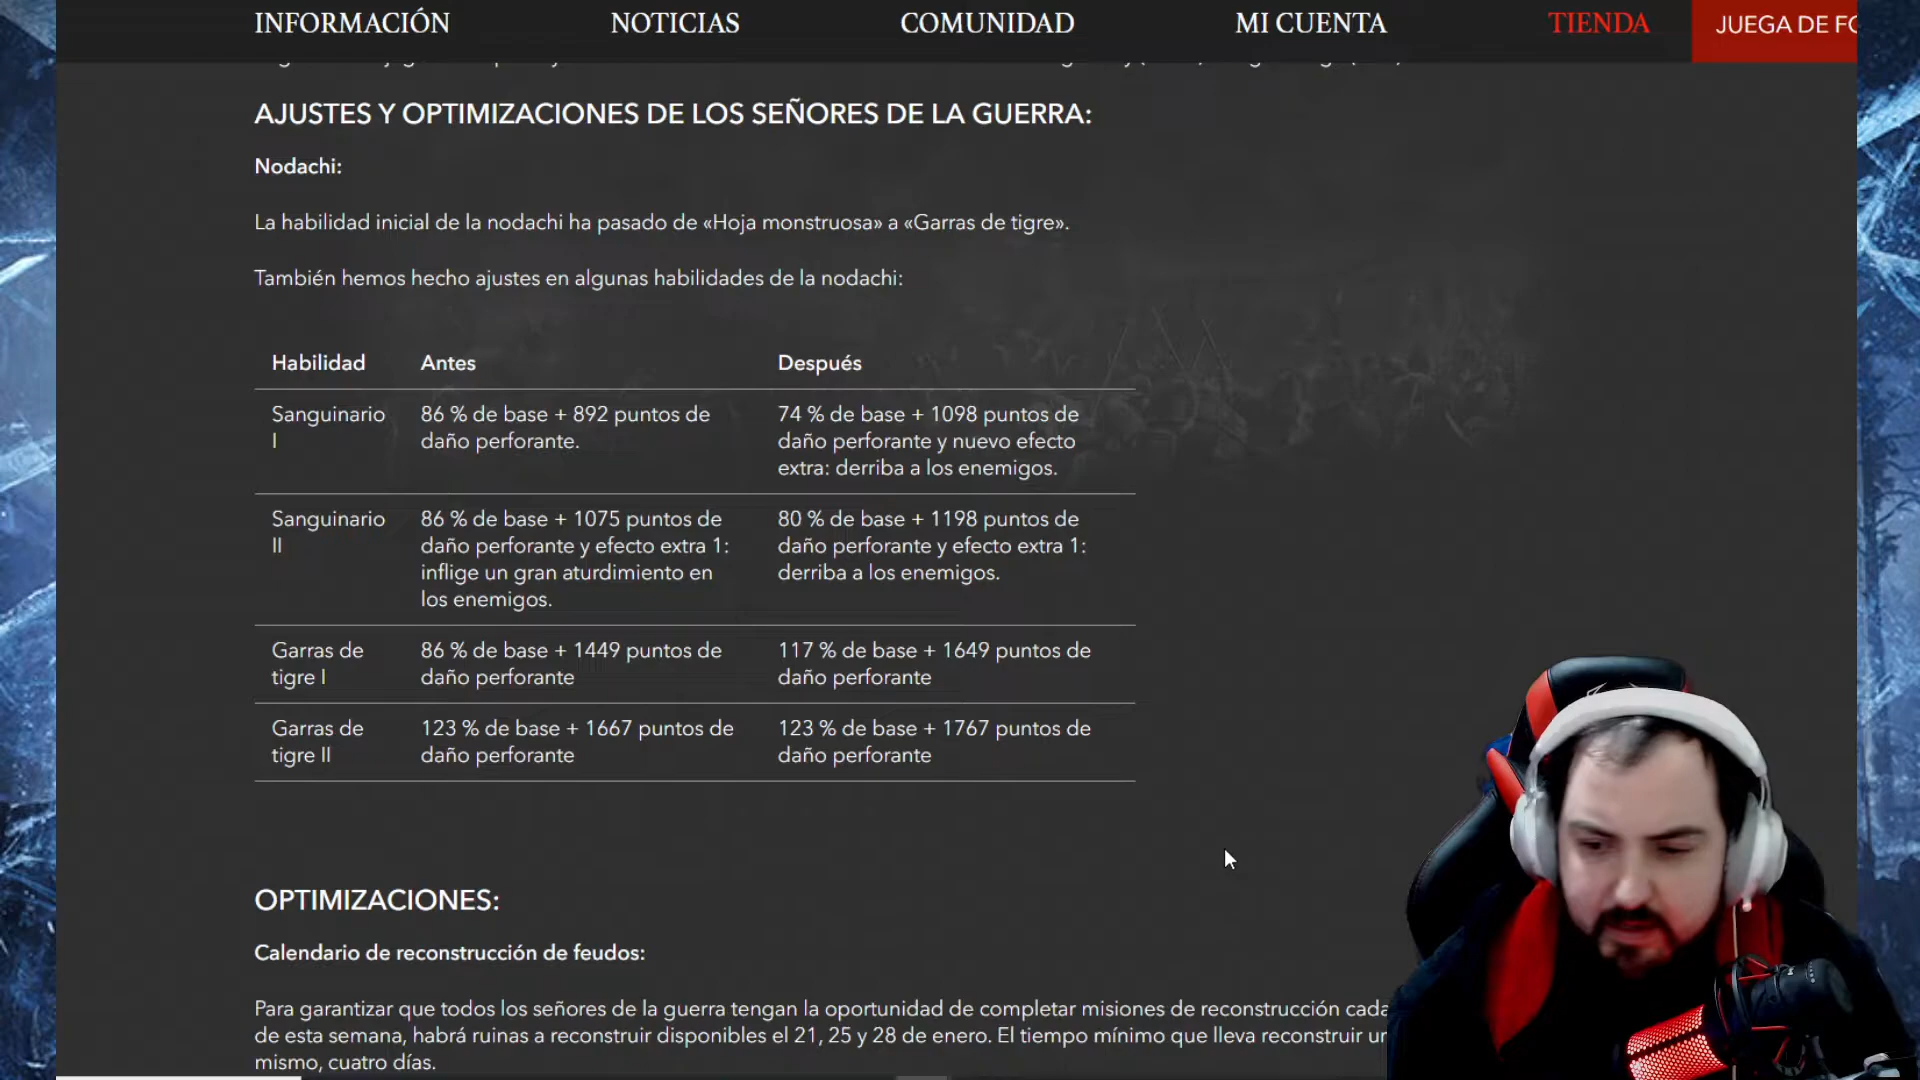 INFORMACIÓN NOTICIAS COMUNIDAD MI CUENTA TIENDA JUEGA DE
AJUSTES Y OPTIMIZACIONES DE LOS SEÑORES DE LA GUERRA:
Nodachi:
La habilidad inicial de la nodachi ha pasado de «Hoja monstruosa» a «Garras de tigre».
También hemos hecho ajustes en algunas habilidades de la nodachi:
Habilidad Antes Después
Sanguinario 86 % de base + 892 puntos de 74 % de base + 1098 puntos de
I daño perforante. daño perforante y nuevo efecto
extra: derriba a los enemigos.
Sanguinario 86 % de base + 1075 puntos de 80 % de base + 1198 puntos de
II daño perforante y efecto extra 1: daño perforante y efecto extra 1:
inflige un gran aturdimiento en derriba a los enemigos.
los enemigos.
Garras de 86 % de base + 1449 puntos de 117 % de base + 1649 puntos de
tigre I daño perforante daño perforante
Garras de 123 % de base + 1667 puntos de 123 % de base + 1767 puntos de
tigre II daño perforante daño perforante
OPTIMIZACIONES:
Calendario de reconstrucción de feudos:
Para garantizar que todos los señores de la guerra tengan la oportunidad de completar misiones de reconstrucción cada
de esta semana, habrá ruinas a reconstruir disponibles el 21, 25 y 28 de enero. El tiempo mínimo que lleva reconstruir
mismo, cuatro días.